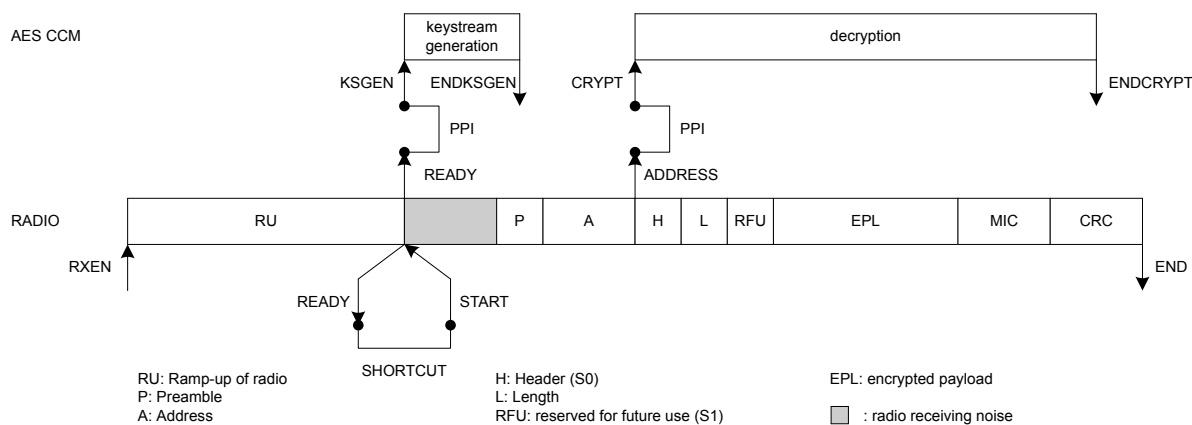 AES CCM
keystream
generation
decryption
KSGEN
ENDKSGEN
CRYPT
ENDCRYPT
PPI
PPI
READY
ADDRESS
RADIO
RU
P
A
H
L
RFU
EPL
MIC
CRC
RXEN
END
READY
START
SHORTCUT
RU: Ramp-up of radio
P: Preamble
A: Address
H: Header (S0)
L: Length
RFU: reserved for future use (S1)
EPL: encrypted payload
: radio receiving noise